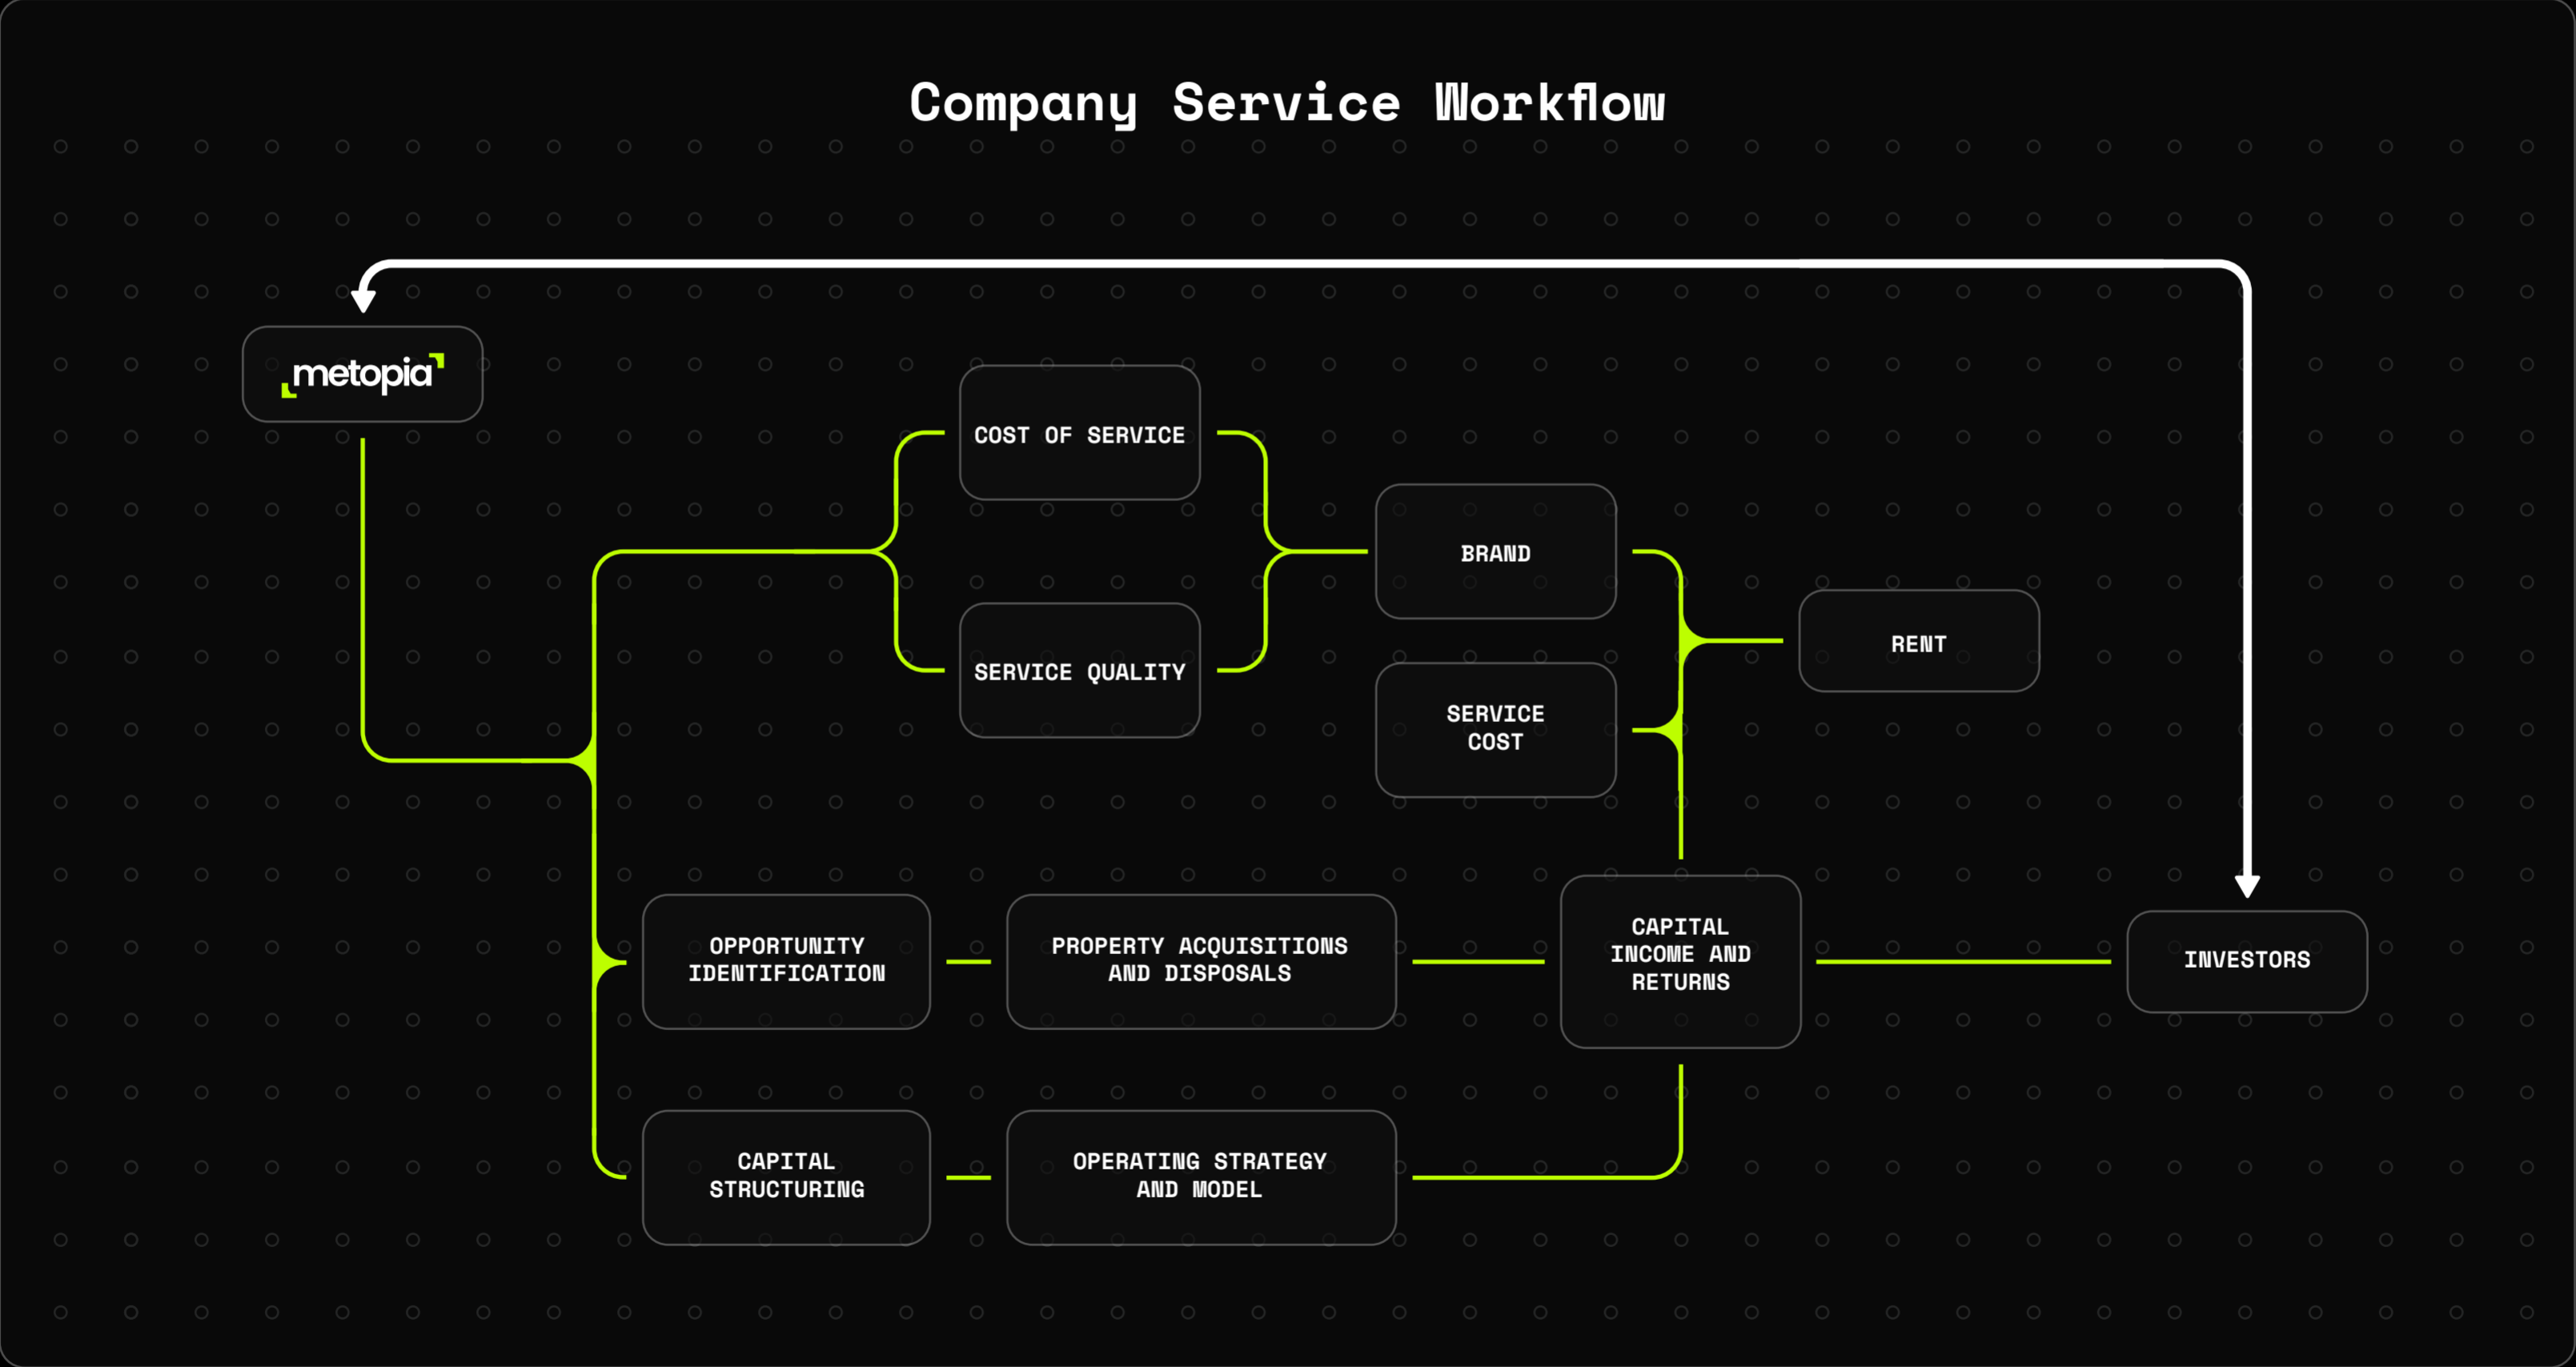 Company Service Workflow
metopia
COST OF SERVICE
SERVICE QUALITY
BRAND
SERVICE
COST
RENT
OPPORTUNITY
IDENTIFICATION
PROPERTY ACQUISITIONS
AND DISPOSALS
CAPITAL
INCOME AND
RETURNS
INVESTORS
CAPITAL
STRUCTURING
OPERATING STRATEGY
AND MODEL